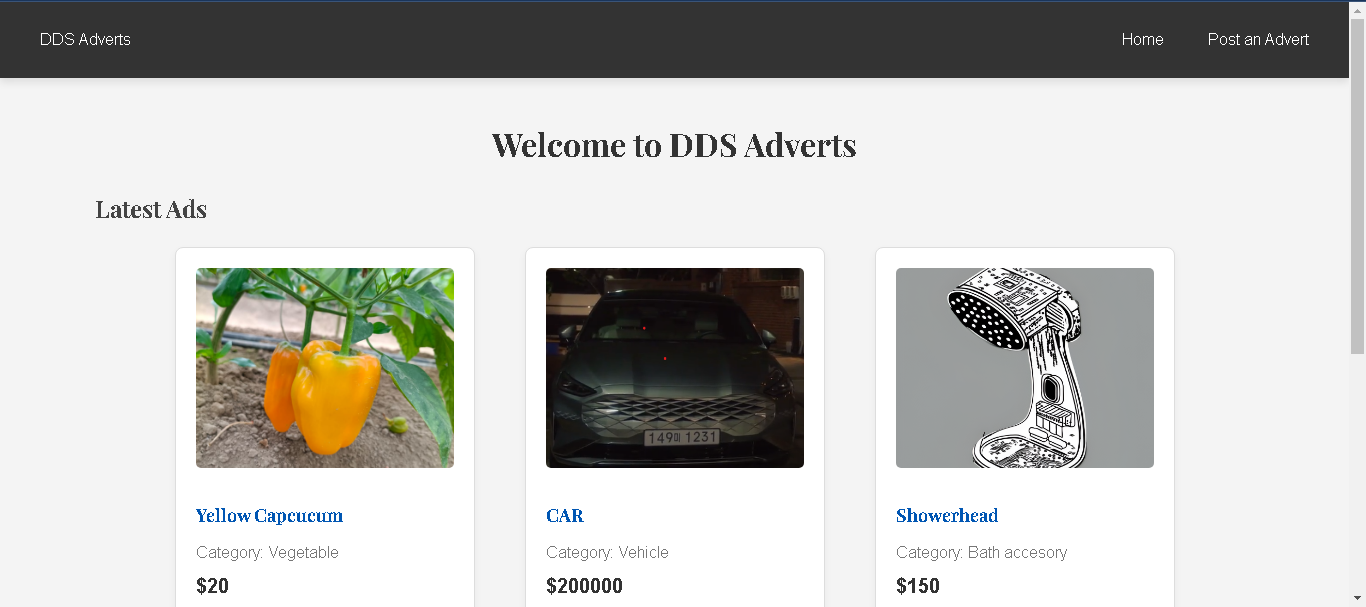 DDS Adverts
Home
Post an Advert
Welcome to DDS Adverts
Latest Ads
149머 1231
Yellow Capcucum
CAR
Showerhead
Category: Vegetable
Category: Vehicle
Category: Bath accesory
$20
$200000
$150